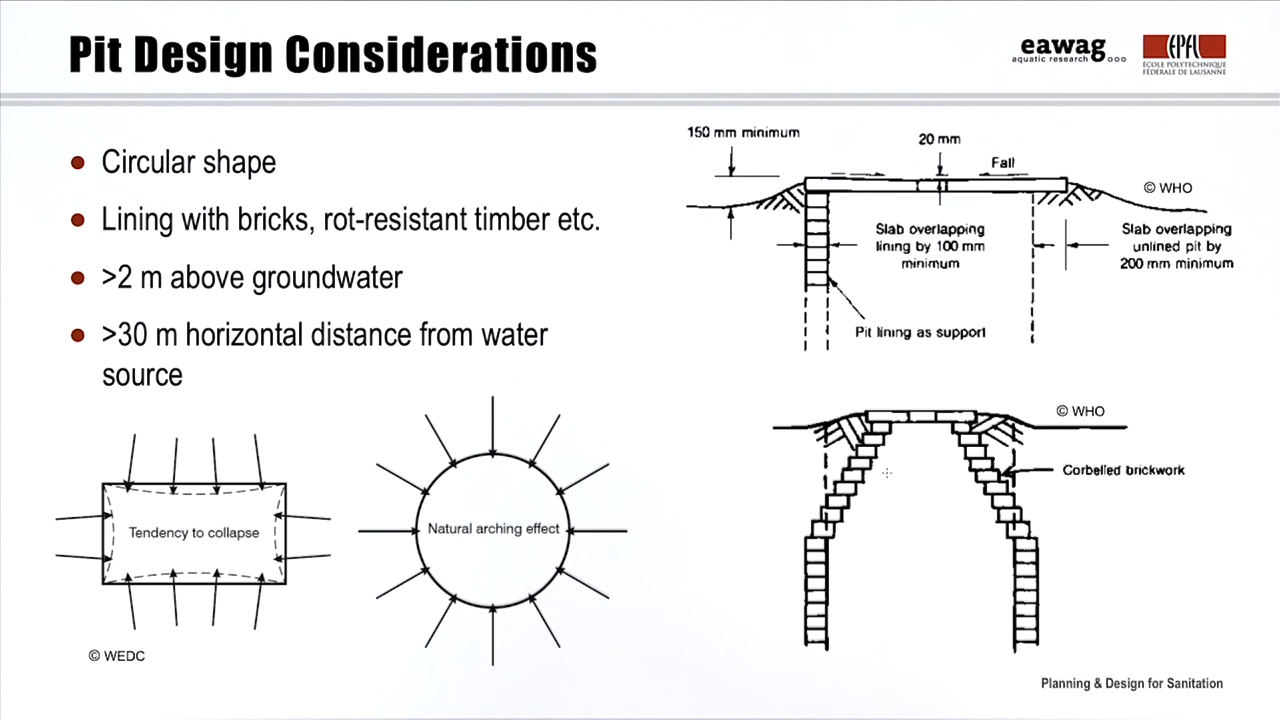 Pit Design Considerations
eawag
aquatic research
EPFL
ÉCOLE POLYTECHNIQUE
FÉDÉRALE DE LAUSANNE
• Circular shape
• Lining with bricks, rot-resistant timber etc.
• >2 m above groundwater
• >30 m horizontal distance from water
source
150 mm minimum
20 mm
Fall
© WHO
Slab overlapping
lining by 100 mm
minimum
Slab overlapping
unlined pit by
200 mm minimum
Pit lining as support
Tendency to collapse
Natural arching effect
© WEDC
© WHO
Corbelled brickwork
Planning & Design for Sanitation